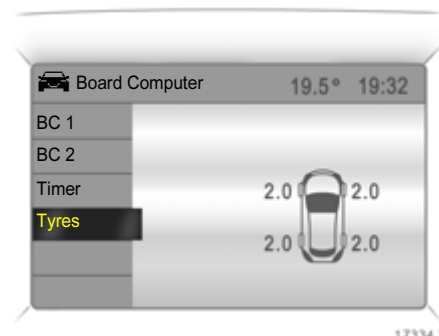 Board Computer 19.5° 19:32
BC 1
BC 2
Timer
2.0 2.0
Tyres
2.0 2.0
17334